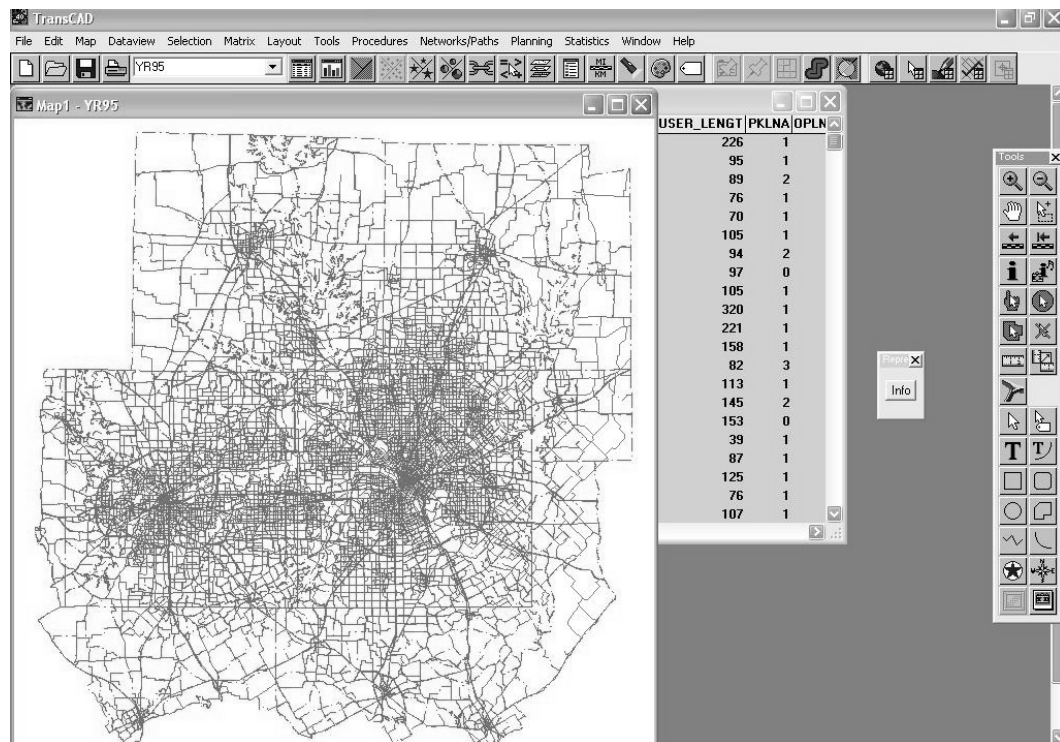 TransCAD
File Edit Map Dataview Selection Matrix Layout Tools Procedures Networks/Paths Planning Statistics Window Help
YR95
MI
KM
Map1 - YR95
USER_LENGT PKLNA OPLN
226 1
95 1
89 2
76 1
70 1
105 1
94 2
97 0
105 1
320 1
221 1
158 1
82 3
113 1
145 2
153 0
39 1
87 1
125 1
76 1
107 1
Info
Tools